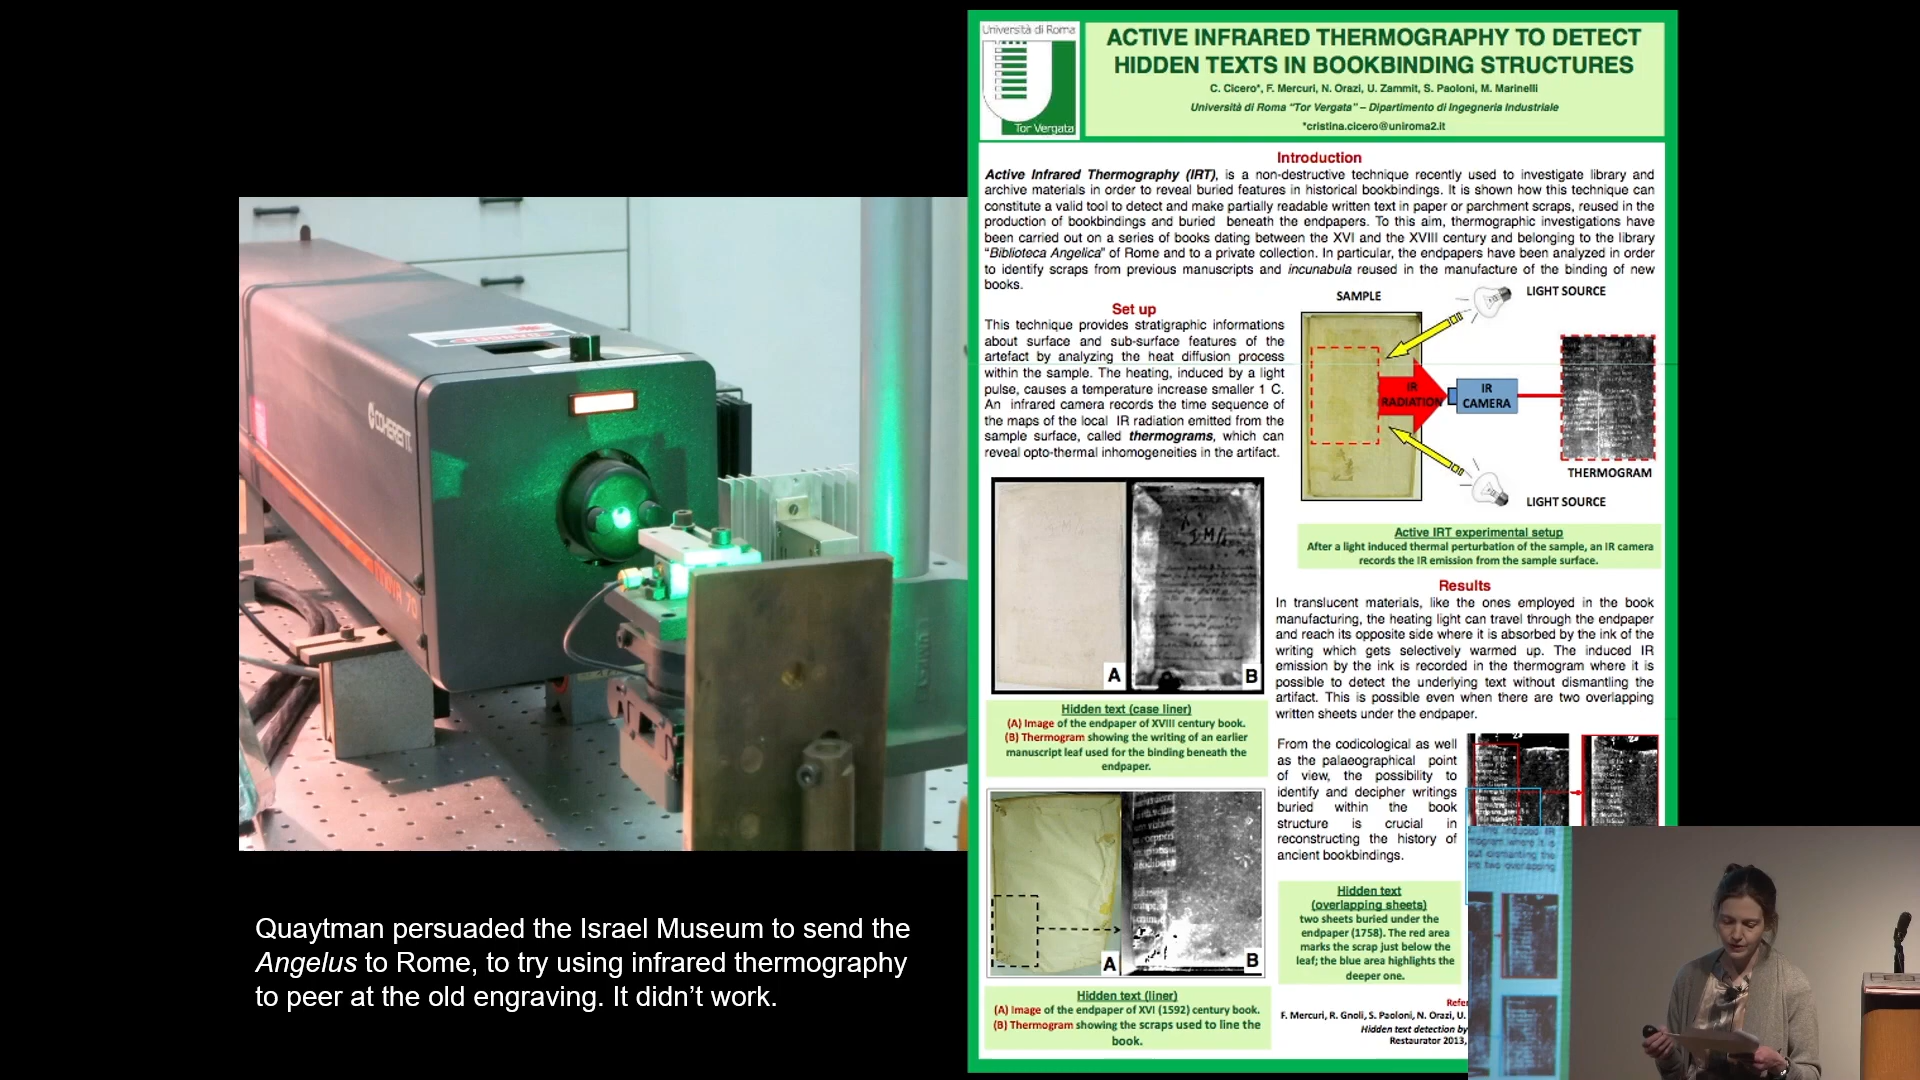 Università di Roma
Tor Vergata
ACTIVE INFRARED THERMOGRAPHY TO DETECT
HIDDEN TEXTS IN BOOKBINDING STRUCTURES
C. Cicero*, F. Mercuri, N. Orazi, U. Zammit, S. Paoloni, M. Marinelli
Università di Roma “Tor Vergata” – Dipartimento di Ingegneria Industriale
*cristina.cicero@uniroma2.it
Introduction
Active Infrared Thermography (IRT), is a non-destructive technique recently used to investigate library and
archive materials in order to reveal buried features in historical bookbindings. It is shown how this technique can
constitute a valid tool to detect and make partially readable written text in paper or parchment scraps, reused in the
production of bookbindings and buried beneath the endpapers. To this aim, thermographic investigations have
been carried out on a series of books dating between the XVI and the XVIII century and belonging to the library
“Biblioteca Angelica” of Rome and to a private collection. In particular, the endpapers have been analyzed in order
to identify scraps from previous manuscripts and incunabula reused in the manufacture of the binding of new
books.
Set up
This technique provides stratigraphic informations
about surface and sub-surface features of the
artefact by analyzing the heat diffusion process
within the sample. The heating, induced by a light
pulse, causes a temperature increase smaller 1 C.
An infrared camera records the time sequence of
the maps of the local IR radiation emitted from the
sample surface, called thermograms, which can
reveal opto-thermal inhomogeneities in the artifact.
SAMPLE
LIGHT SOURCE
IR
RADIATION
IR
CAMERA
THERMOGRAM
LIGHT SOURCE
Active IRT experimental setup
After a light induced thermal perturbation of the sample, an IR camera
records the IR emission from the sample surface.
A
B
Hidden text (case liner)
(A) Image of the endpaper of XVIII century book.
(B) Thermogram showing the writing of an earlier
manuscript leaf used for the binding beneath the
endpaper.
A
B
Hidden text (liner)
(A) Image of the endpaper of XVI (1592) century book.
(B) Thermogram showing the scraps used to line the
book.
Results
In translucent materials, like the ones employed in the book
manufacturing, the heating light can travel through the endpaper
and reach its opposite side where it is absorbed by the ink of the
writing which gets selectively warmed up. The induced IR
emission by the ink is recorded in the thermogram where it is
possible to detect the underlying text without dismantling the
artifact. This is possible even when there are two overlapping
written sheets under the endpaper.
From the codicological as well
as the palaeographical point
of view, the possibility to
identify and decipher writings
buried within the book
structure is crucial in
reconstructing the history of
ancient bookbindings.
Hidden text
(overlapping sheets)
two sheets buried under the
endpaper (1758). The red area
marks the scrap just below the
leaf; the blue area highlights the
deeper one.
Refer
F. Mercuri, R. Gnoli, S. Paoloni, N. Orazi, U.
Hidden text detection by
Restaurator 2013,
COHERENT
Quaytman persuaded the Israel Museum to send the
Angelus to Rome, to try using infrared thermography
to peer at the old engraving. It didn’t work.